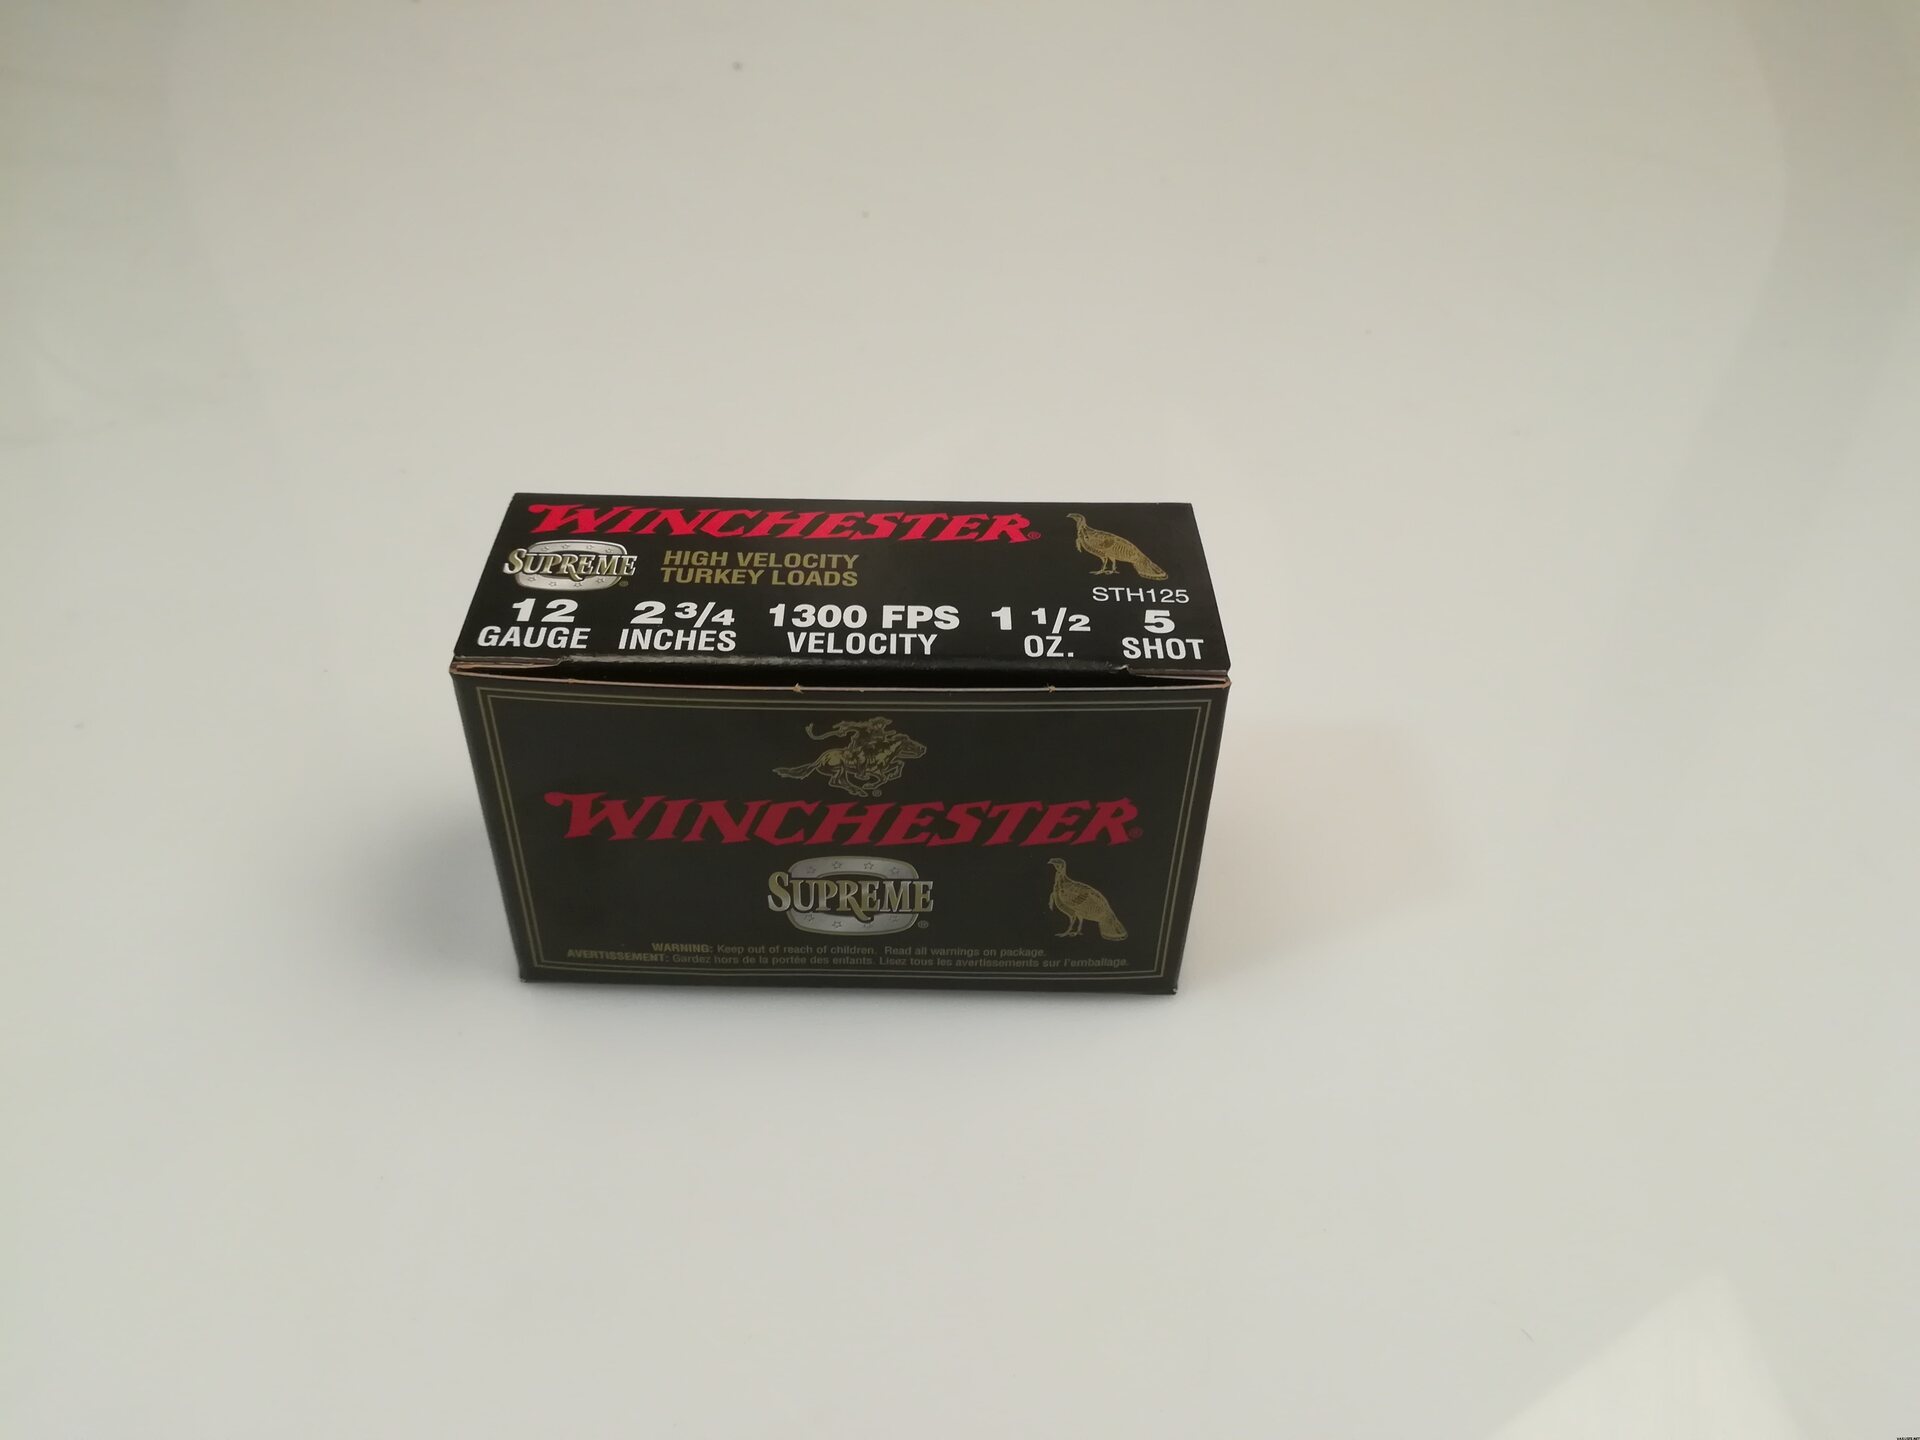 WINCHESTER®
SUPREME®
HIGH VELOCITY
TURKEY LOADS
STH125
12 2 3/4 1300 FPS 1 1/2 5
GAUGE INCHES VELOCITY OZ. SHOT
®
WINCHESTER®
SUPREME®
WARNING: Keep out of reach of children. Read all warnings on package.
AVERTISSEMENT: Gardez hors de la portée des enfants. Lisez tous les avertissements sur l'emballage.